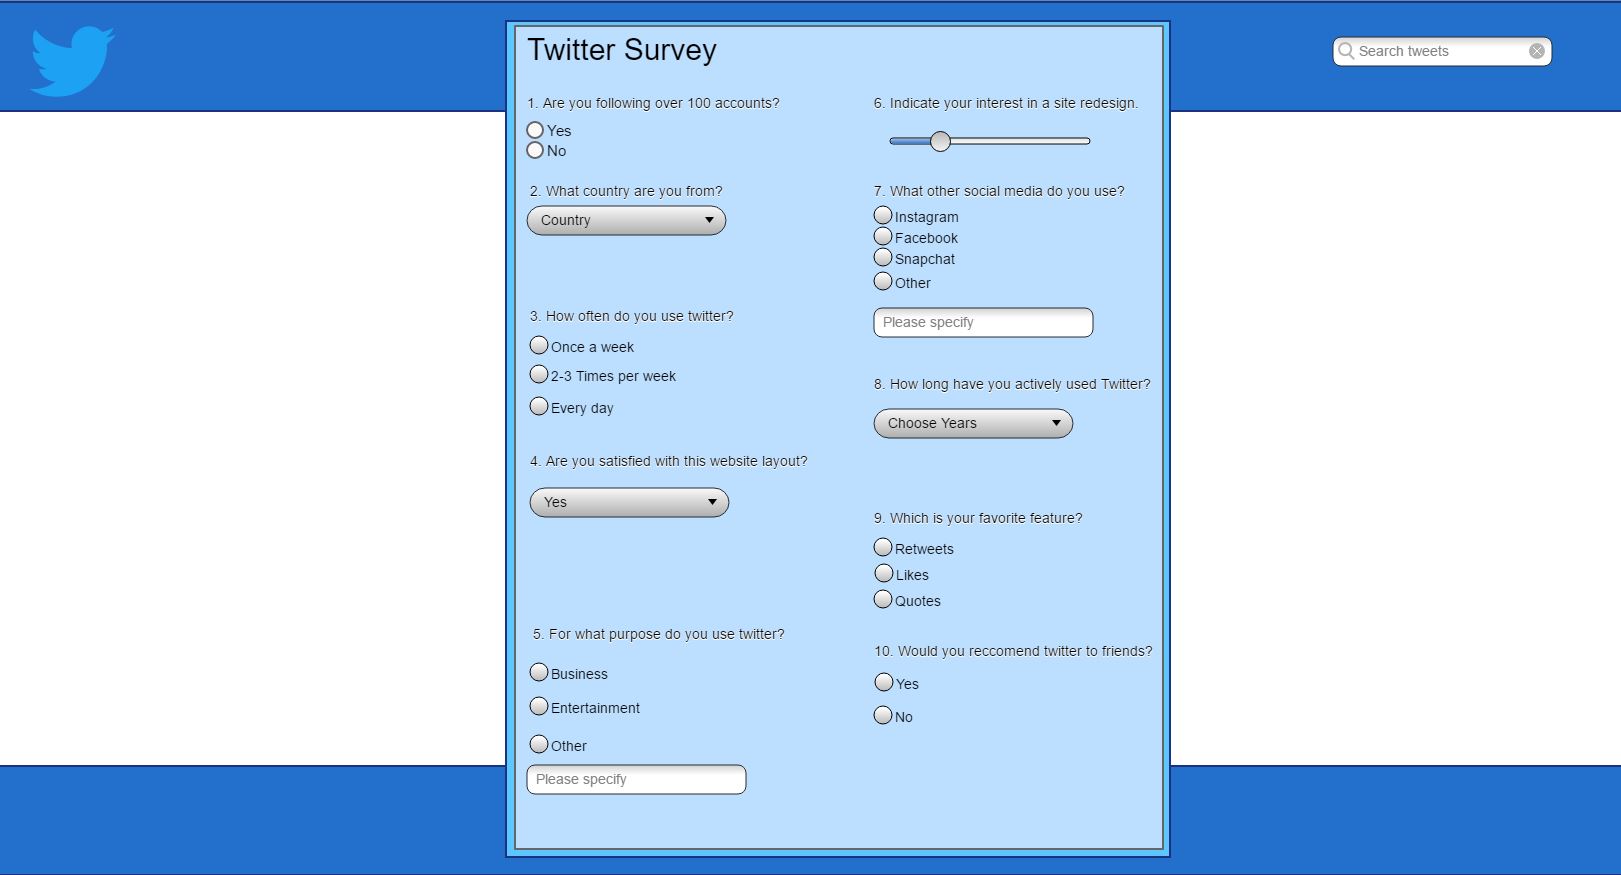 Twitter Survey
Search tweets
1. Are you following over 100 accounts?
Yes
No
2. What country are you from?
Country
3. How often do you use twitter?
Once a week
2-3 Times per week
Every day
4. Are you satisfied with this website layout?
Yes
5. For what purpose do you use twitter?
Business
Entertainment
Other
Please specify
6. Indicate your interest in a site redesign.
7. What other social media do you use?
Instagram
Facebook
Snapchat
Other
Please specify
8. How long have you actively used Twitter?
Choose Years
9. Which is your favorite feature?
Retweets
Likes
Quotes
10. Would you reccomend twitter to friends?
Yes
No